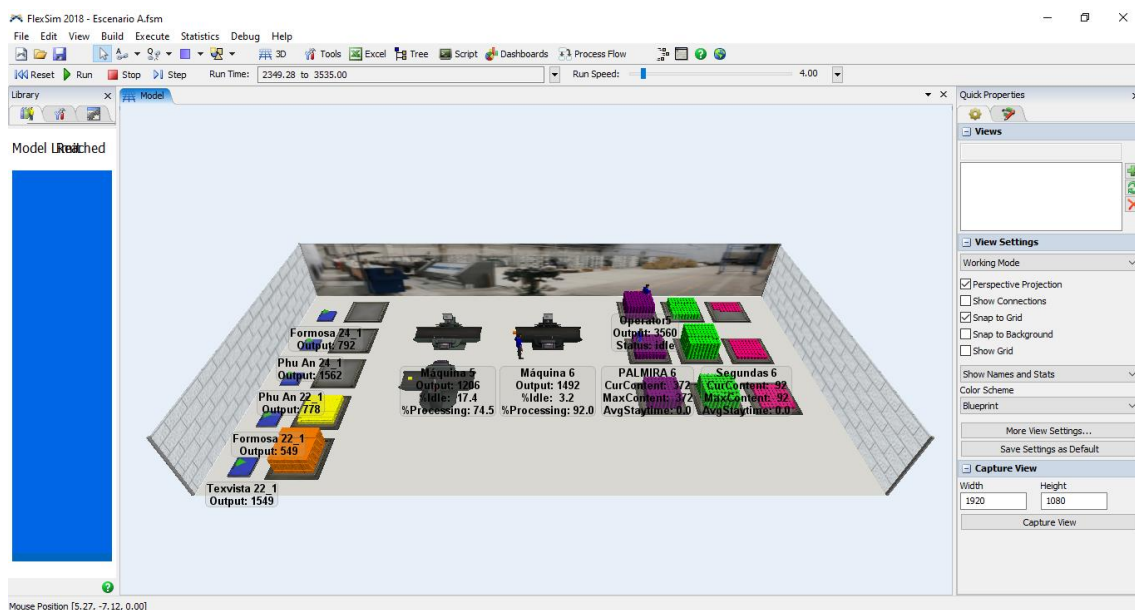 FlexSim 2018 - Escenario A.fsm
File Edit View Build Execute Statistics Debug Help
3D Tools Excel Tree Script Dashboards Process Flow
Reset Run Stop Step Run Time: 2349.28 to 3535.00 Run Speed: 4.00
Library
Model
Quick Properties
Views
Model Limit Reached
View Settings
Working Mode
Perspective Projection
Show Connections
Snap to Grid
Snap to Background
Show Grid
Show Names and Stats
Color Scheme
Blueprint
More View Settings...
Save Settings as Default
Capture View
Width Height
1920 1080
Capture View
Formosa 24_1
Output: 792
Phu An 24_1
Output: 1562
Phu An 22_1
Output: 778
Formosa 22_1
Output: 549
Texvista 22_1
Output: 1549
Máquina 5
Output: 1206
%Idle: 17.4
%Processing: 74.5
Máquina 6
Output: 1492
%Idle: 3.2
%Processing: 92.0
Operator5
Output: 3560
Status: idle
PALMIRA 6
CurContent: 372
MaxContent: 372
AvgStaytime: 0.0
Segundas 6
CurContent: 92
MaxContent: 92
AvgStaytime: 0.0
Mouse Position [5.27, -7.12, 0.00]